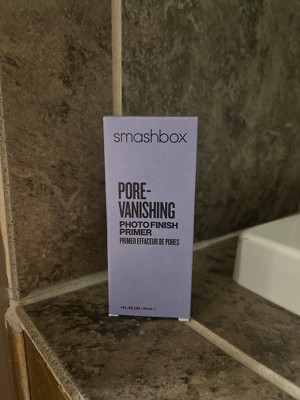 smashbox
PORE-
VANISHING
PHOTO FINISH
PRIMER
PRIMER EFFACEUR DE PORES